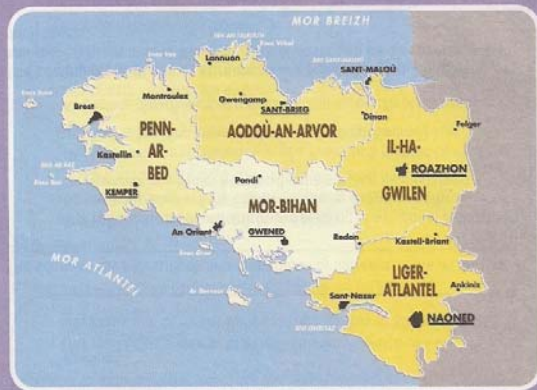 MOR BREIZH
Lannuon
SANT-MALOÙ
Montroulez
Gwengamp
SANT-BRIEG
Brest
Dinan
Felger
PENN-
AR-
BED
AODOÙ-AN-ARVOR
IL-HA-
GWILEN
Kastellin
ROAZHON
Pondi
KEMPER
MOR-BIHAN
An Oriant
GWENED
Redon
Kastell-Briant
MOR ATLANTEL
LIGER-
ATLANTEL
Sant-Nazer
Ankiniz
NAONED